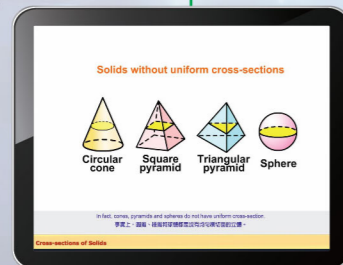 Solids without uniform cross-sections
Circular
cone
Square
pyramid
Triangular
pyramid
Sphere
In fact, cones, pyramids and spheres do not have uniform cross-section.
Cross-sections of Solids